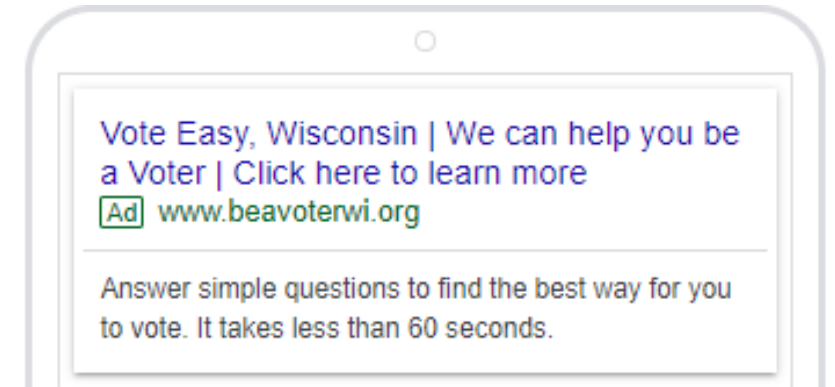 Vote Easy, Wisconsin | We can help you be
a Voter | Click here to learn more
Ad www.beavoterwi.org
Answer simple questions to find the best way for you
to vote. It takes less than 60 seconds.